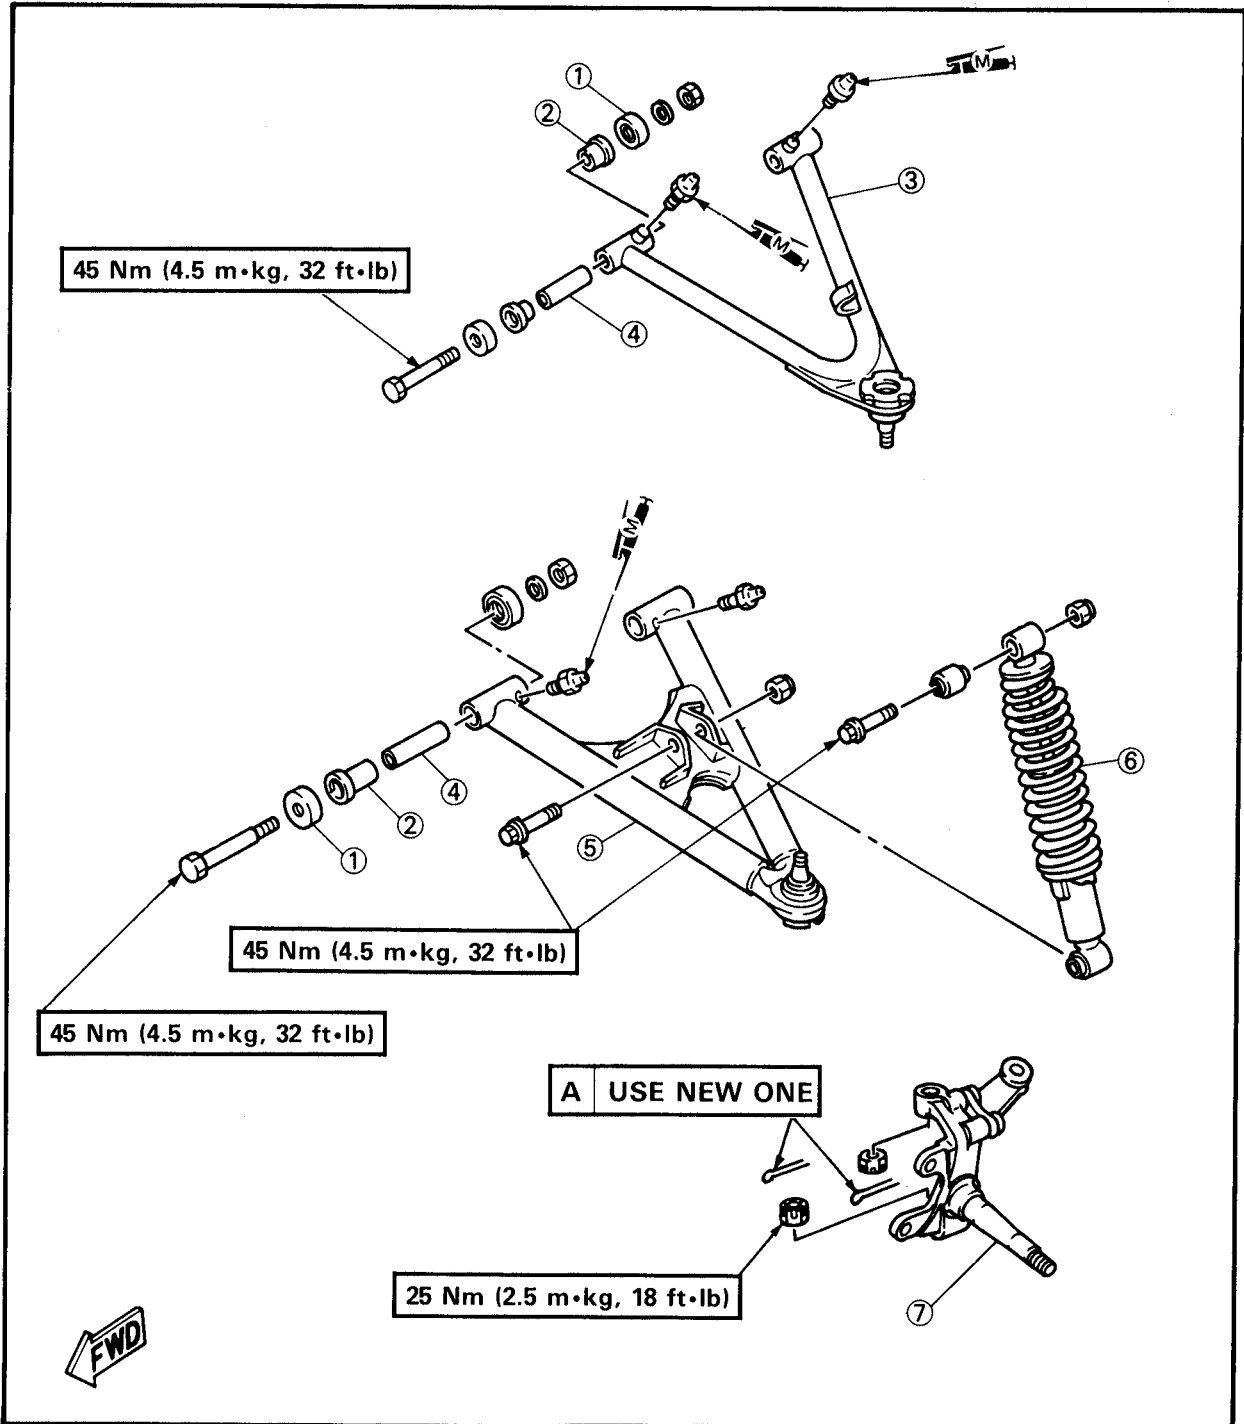 M
①
②
③
M
45 Nm (4.5 m•kg, 32 ft•lb)
④
M
⑥
④
②
⑤
①
45 Nm (4.5 m•kg, 32 ft•lb)
45 Nm (4.5 m•kg, 32 ft•lb)
A USE NEW ONE
25 Nm (2.5 m•kg, 18 ft•lb)
⑦
FWD